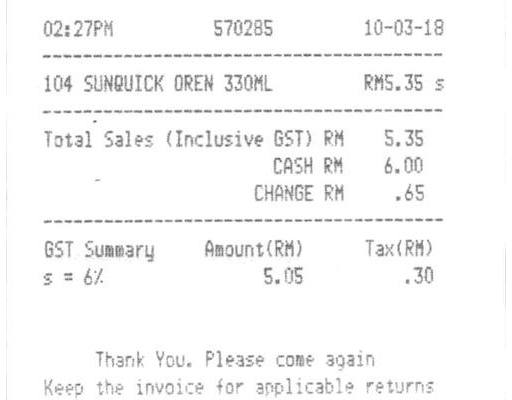 02:27PM 570285 10-03-18
104 SUNQUICK OREN 330ML RM5.35 s
Total Sales (Inclusive GST) RM 5.35
CASH RM 6.00
CHANGE RM .65
GST Summary Amount(RM) Tax(RM)
s = 6% 5.05 .30
Thank You. Please come again
Keep the invoice for applicable returns